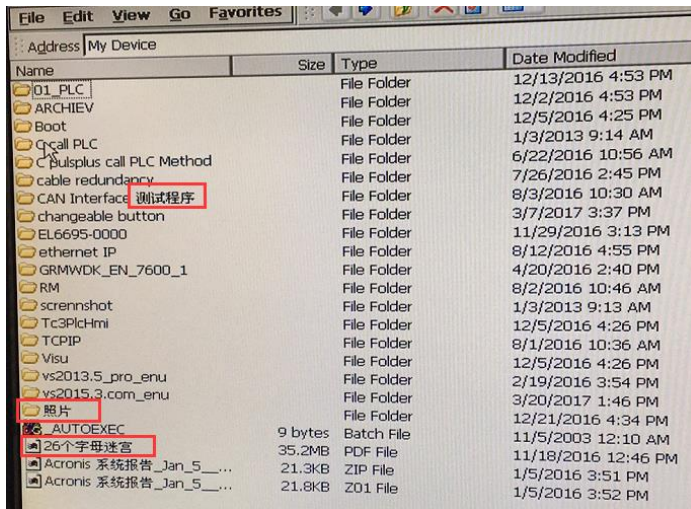 File Edit View Go Favorites
Address My Device
Name Size Type Date Modified
01_PLC File Folder 12/13/2016 4:53 PM
ARCHIEV File Folder 12/2/2016 4:53 PM
Boot File Folder 12/5/2016 4:25 PM
C call PLC File Folder 1/3/2013 9:14 AM
C pulsplus call PLC Method File Folder 6/22/2016 10:56 AM
cable redundancy File Folder 7/26/2016 2:45 PM
CAN Interface 测试程序 File Folder 8/3/2016 10:30 AM
changeable button File Folder 3/7/2017 3:37 PM
EL6695-0000 File Folder 11/29/2016 3:13 PM
ethernet IP File Folder 8/12/2016 4:55 PM
GRMWDK_EN_7600_1 File Folder 4/20/2016 2:40 PM
RM File Folder 8/2/2016 10:46 AM
scrennshot File Folder 1/3/2013 9:13 AM
Tc3PlcHmi File Folder 12/5/2016 4:26 PM
TCPIP File Folder 8/1/2016 10:36 AM
Visu File Folder 12/5/2016 4:26 PM
vs2013.5_pro_enu File Folder 2/19/2016 3:54 PM
vs2015.3.com_enu File Folder 3/20/2017 1:46 PM
照片 File Folder 12/21/2016 4:34 PM
_AUTOEXEC 9 bytes Batch File 11/5/2003 12:10 AM
26个字母迷宫 35.2MB PDF File 11/18/2016 12:46 PM
Acronis 系统报告_Jan_5__... 21.3KB ZIP File 1/5/2016 3:51 PM
Acronis 系统报告_Jan_5__... 21.8KB Z01 File 1/5/2016 3:52 PM